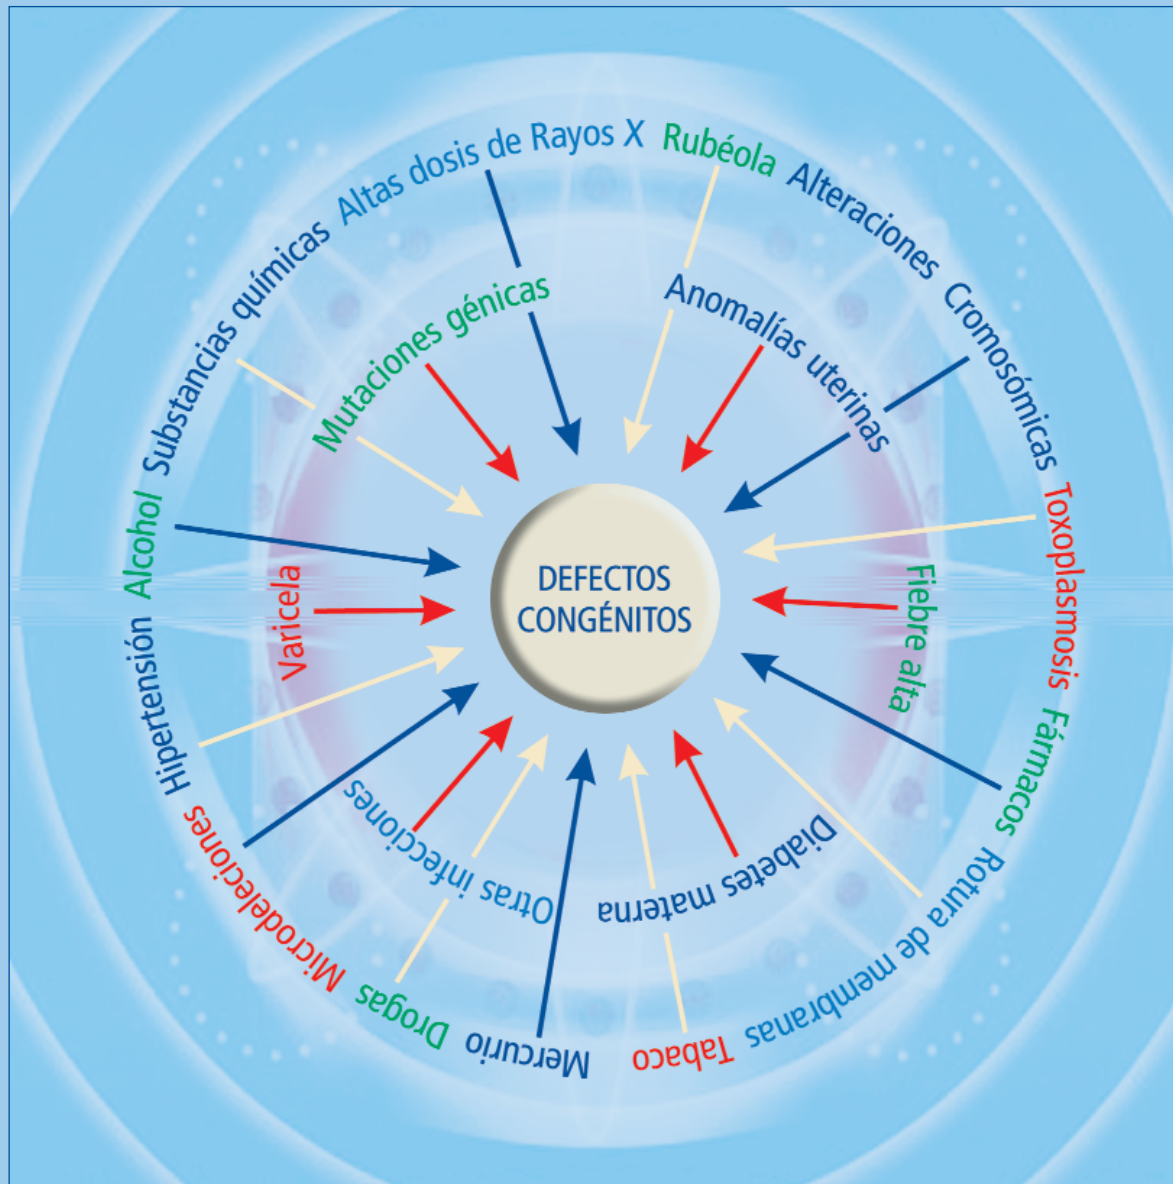 Altas dosis de Rayos X
Rubéola
Alteraciones Cromosómicas
Toxoplasmosis
Fármacos
Rotura de membranas
Tabaco
Mercurio
Drogas
Microdeleciones
Hipertensión
Alcohol
Substancias químicas
Mutaciones génicas
Anomalías uterinas
Fiebre alta
Diabetes materna
Otras infecciones
Varicela
DEFECTOS
CONGÉNITOS